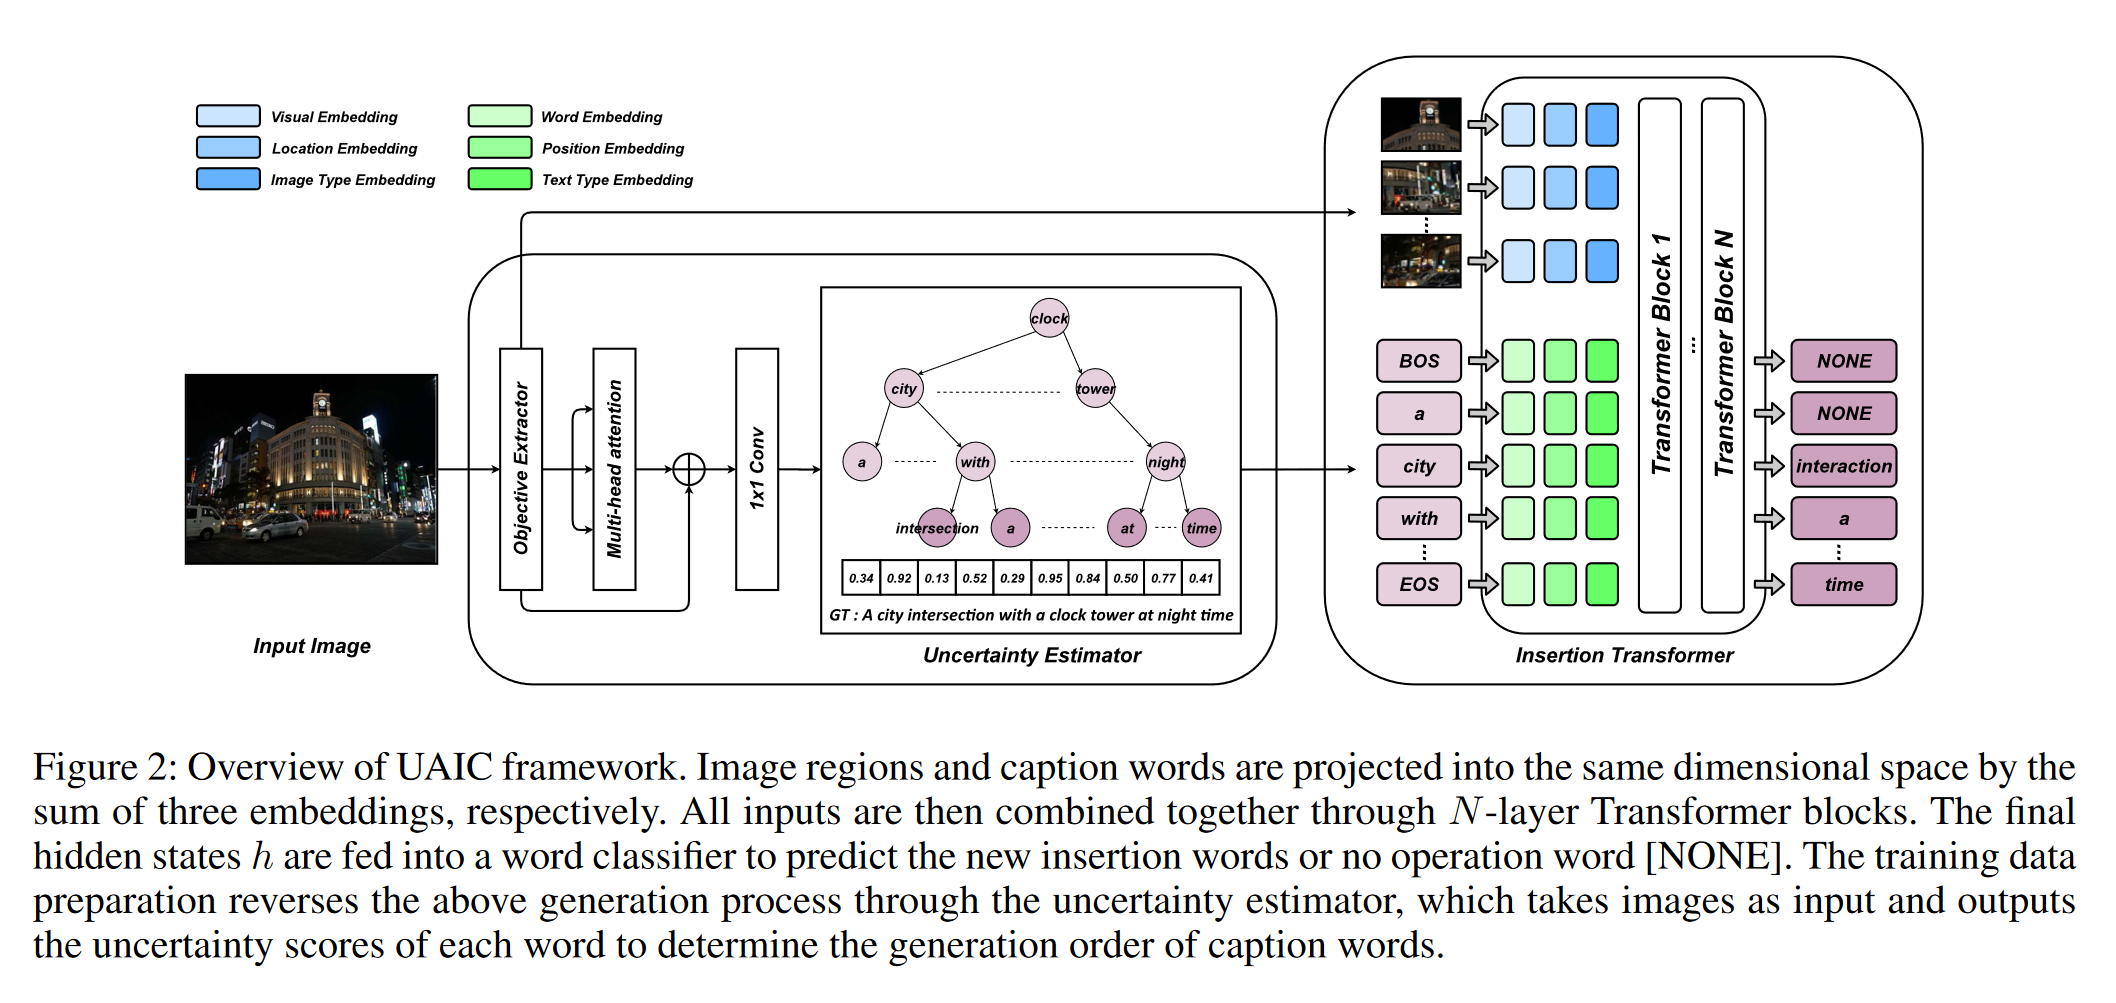 Visual Embedding
Location Embedding
Image Type Embedding
Word Embedding
Position Embedding
Text Type Embedding
Input Image
Objective Extractor
Multi-head attention
1x1 Conv
clock
city
tower
a
with
night
intersection
a
at
time
0.34 0.92 0.13 0.52 0.29 0.95 0.84 0.50 0.77 0.41
GT : A city intersection with a clock tower at night time
Uncertainty Estimator
BOS
a
city
with
EOS
Transformer Block 1
...
Transformer Block N
NONE
NONE
interaction
a
time
Insertion Transformer
Figure 2: Overview of UAIC framework. Image regions and caption words are projected into the same dimensional space by the
sum of three embeddings, respectively. All inputs are then combined together through N-layer Transformer blocks. The final
hidden states h are fed into a word classifier to predict the new insertion words or no operation word [NONE]. The training data
preparation reverses the above generation process through the uncertainty estimator, which takes images as input and outputs
the uncertainty scores of each word to determine the generation order of caption words.